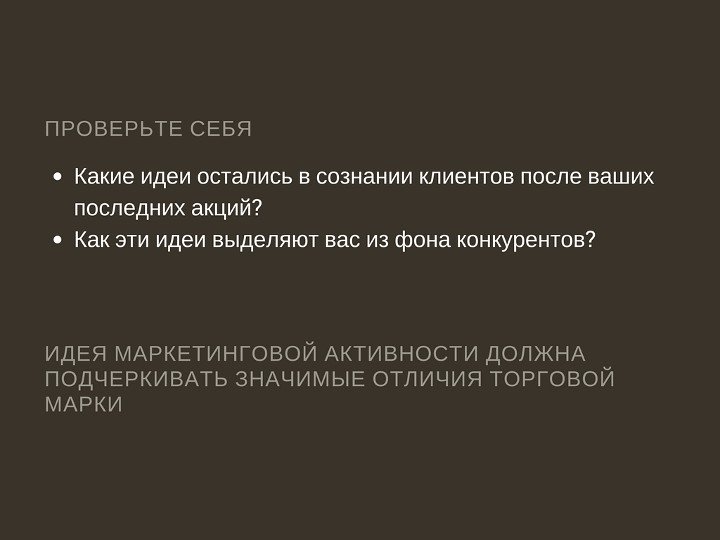 ПРОВЕРЬТЕ СЕБЯ
• Какие идеи остались в сознании клиентов после ваших
последних акций?
• Как эти идеи выделяют вас из фона конкурентов?
ИДЕЯ МАРКЕТИНГОВОЙ АКТИВНОСТИ ДОЛЖНА
ПОДЧЕРКИВАТЬ ЗНАЧИМЫЕ ОТЛИЧИЯ ТОРГОВОЙ
МАРКИ